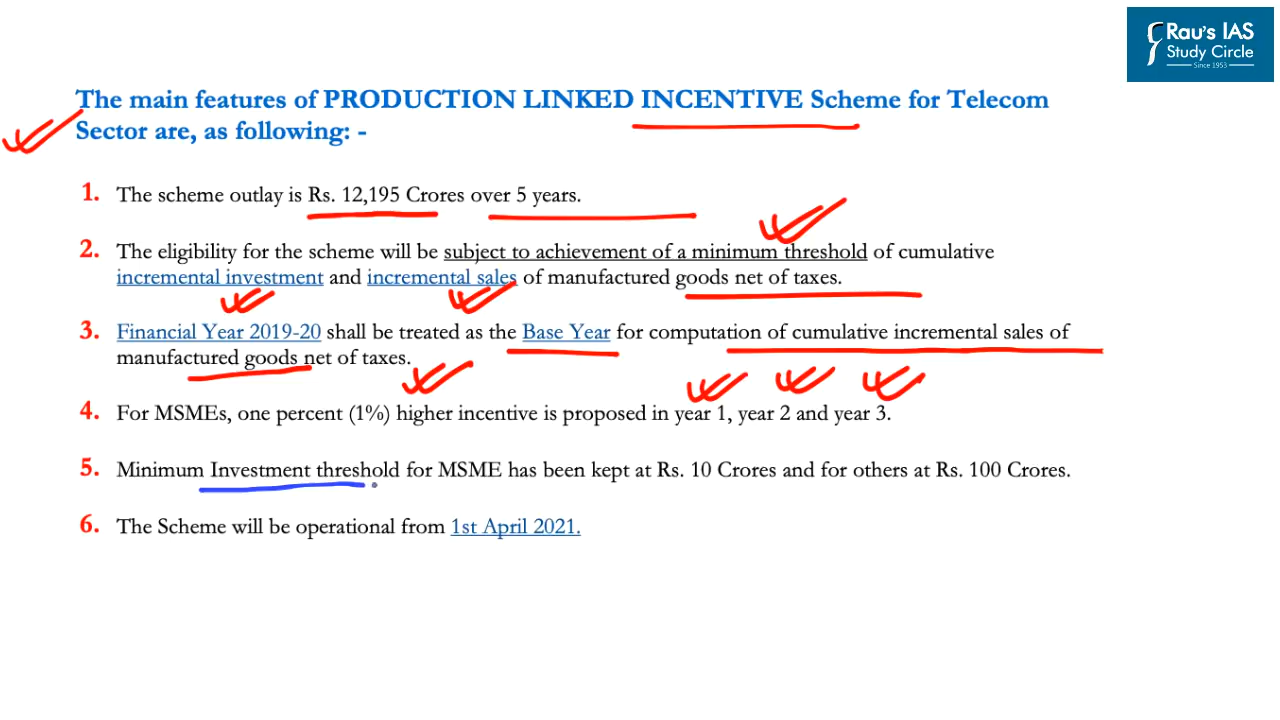 Rau's IAS
Study Circle
Since 1953
The main features of PRODUCTION LINKED INCENTIVE Scheme for Telecom
Sector are, as following: -
1. The scheme outlay is Rs. 12,195 Crores over 5 years.
2. The eligibility for the scheme will be subject to achievement of a minimum threshold of cumulative
incremental investment and incremental sales of manufactured goods net of taxes.
3. Financial Year 2019-20 shall be treated as the Base Year for computation of cumulative incremental sales of
manufactured goods net of taxes.
4. For MSMEs, one percent (1%) higher incentive is proposed in year 1, year 2 and year 3.
5. Minimum Investment threshold for MSME has been kept at Rs. 10 Crores and for others at Rs. 100 Crores.
6. The Scheme will be operational from 1st April 2021.